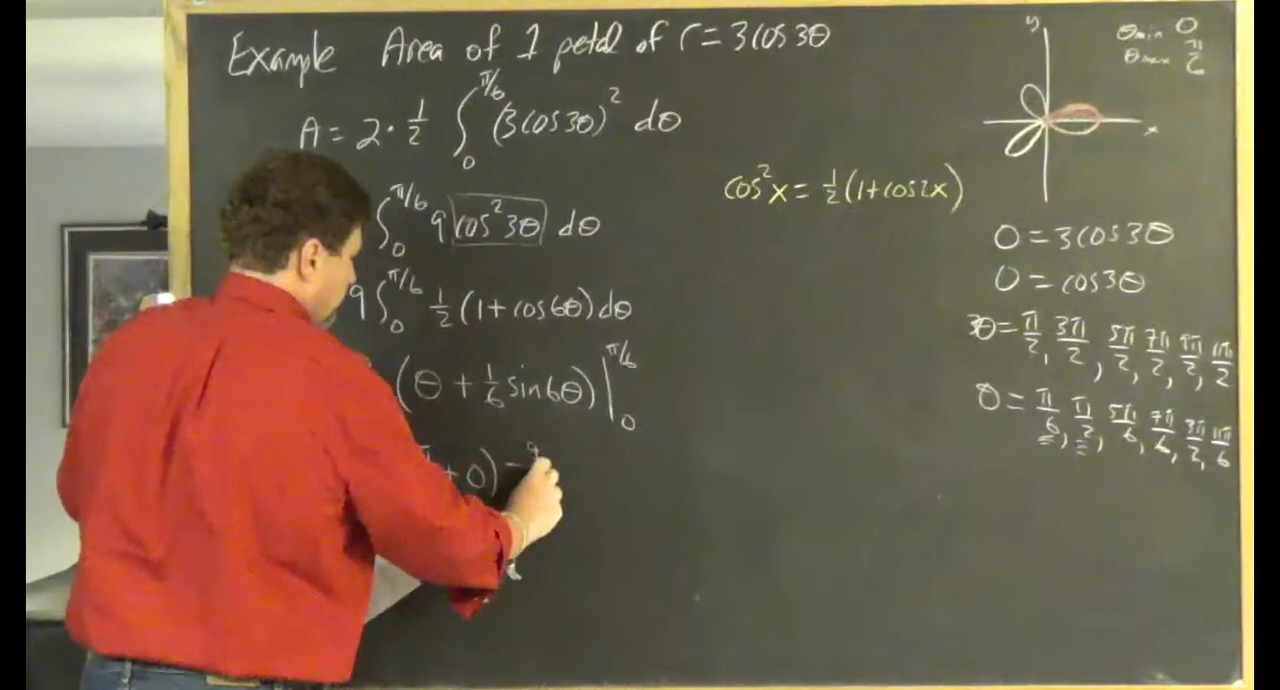 Example Area of 1 petal of r = 3cos3θ
A = 2 · 1/2 ∫₀^(π/6) (3cos3θ)² dθ
∫₀^(π/6) 9 cos²3θ dθ
9 ∫₀^(π/6) 1/2 (1+cos6θ) dθ
(θ + 1/6 sin6θ) |₀^(π/6)
+ 0) -
cos²x = 1/2 (1+cos2x)
y
x
θmin 0
θmax π/6
0 = 3cos3θ
0 = cos3θ
3θ = π/2, 3π/2, 5π/2, 7π/2, 9π/2, 11π/2
θ = π/6, π/2, 5π/6, 7π/6, 3π/2, 11π/6